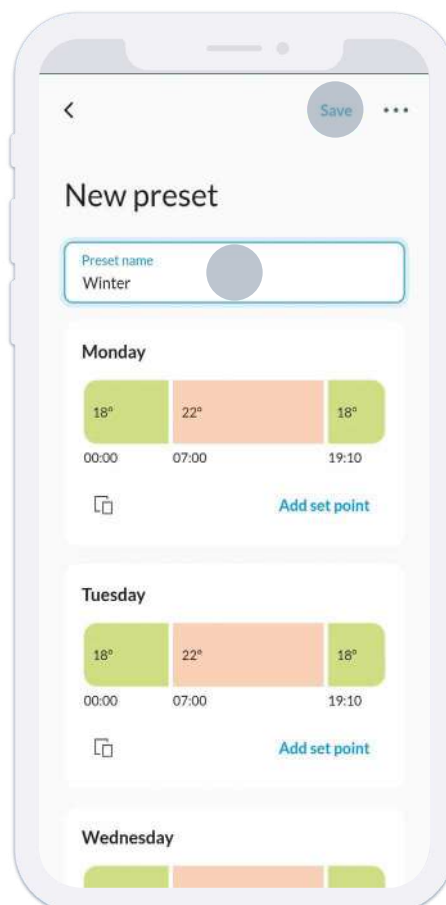 Save
New preset
Preset name
Winter
Monday
18° 22° 18°
00:00 07:00 19:10
Add set point
Tuesday
18° 22° 18°
00:00 07:00 19:10
Add set point
Wednesday